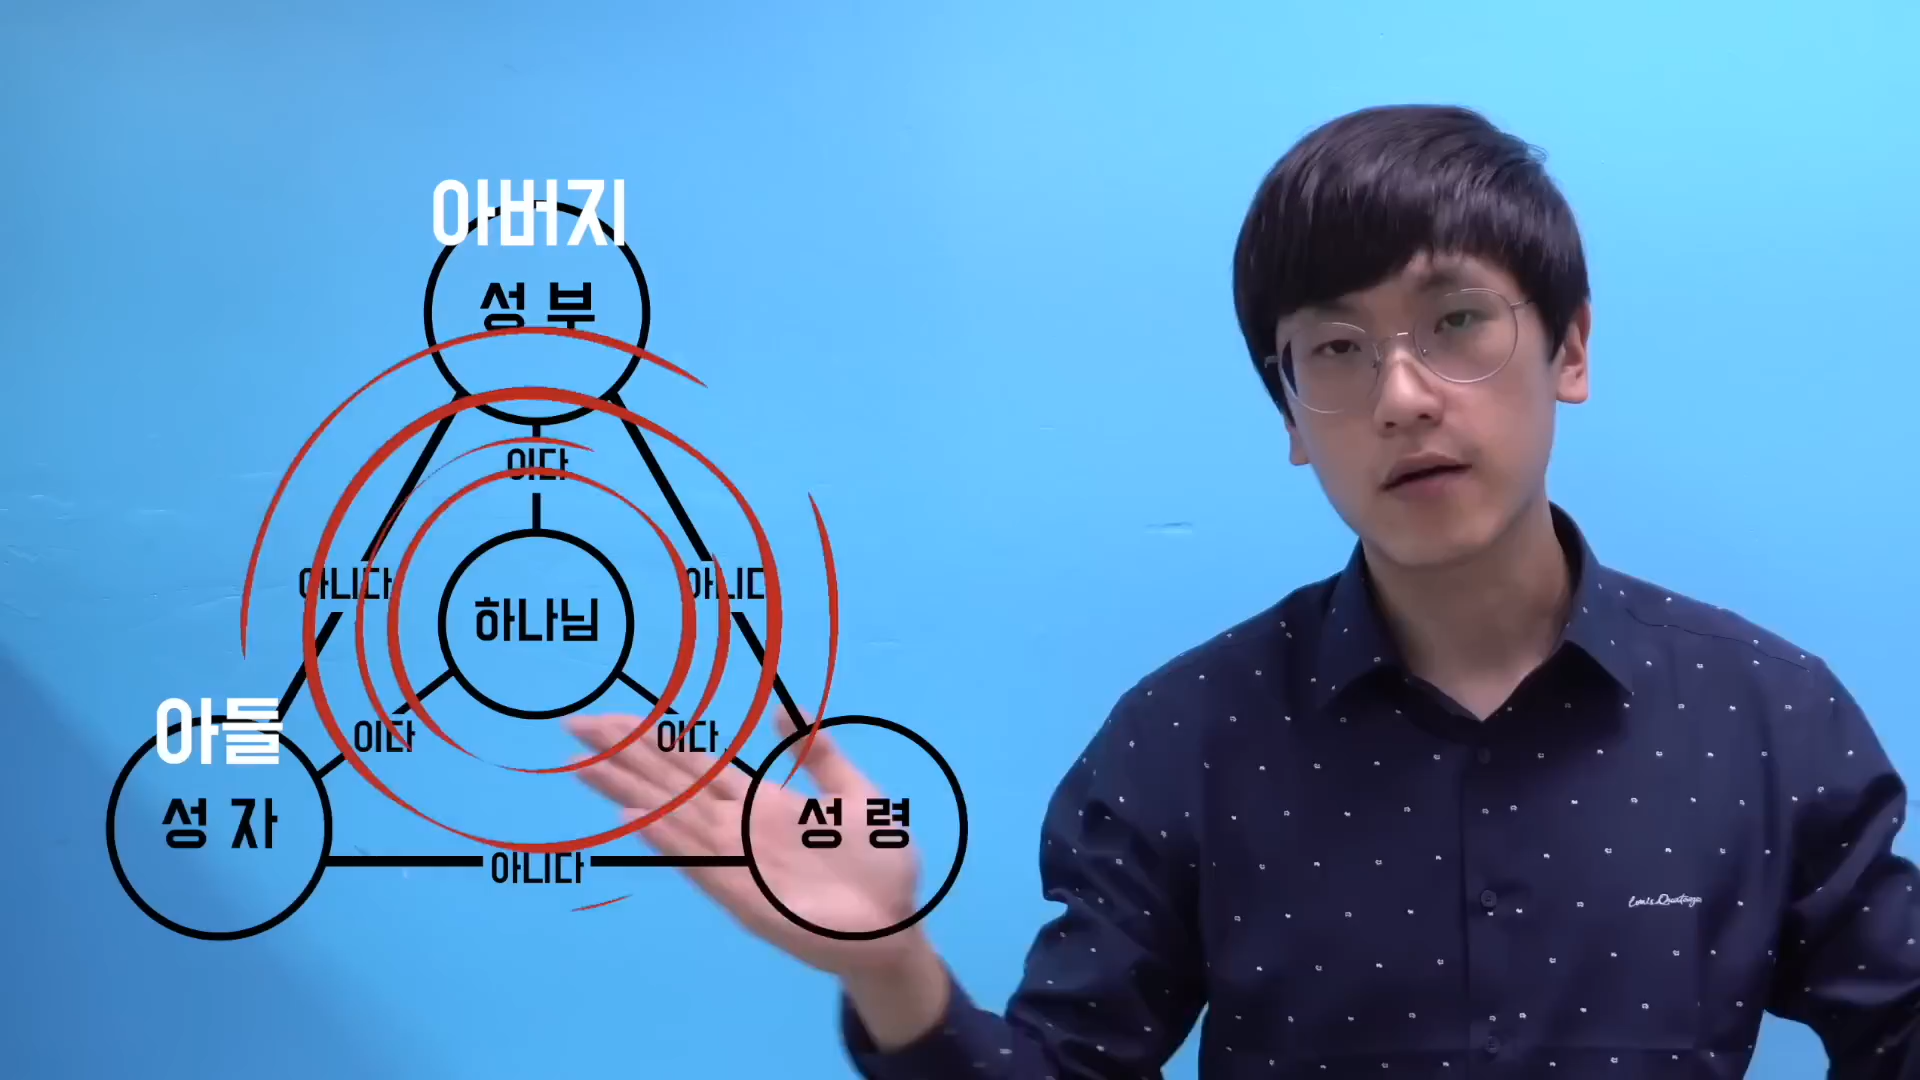 아버지
성 부
이다
아니다
아니다
하나님
아들
이다
이다
성 자
성 령
아니다